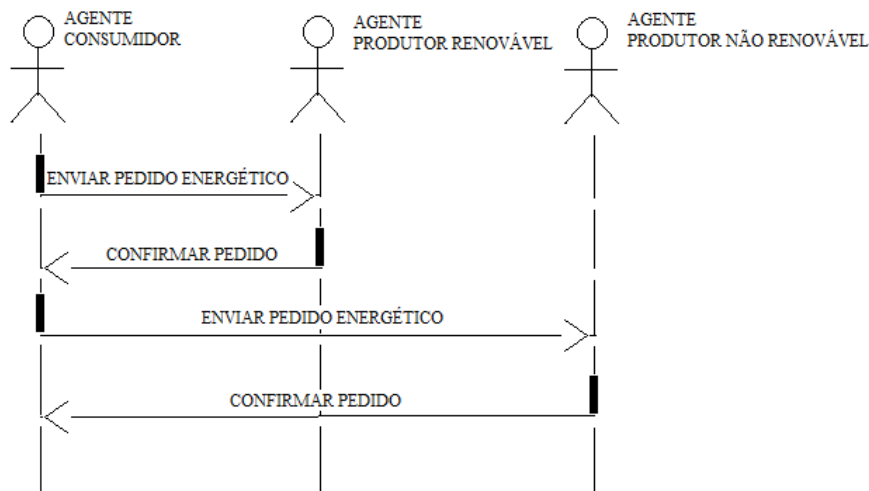 AGENTE
CONSUMIDOR
AGENTE
PRODUTOR RENOVÁVEL
AGENTE
PRODUTOR NÃO RENOVÁVEL
ENVIAR PEDIDO ENERGÉTICO
CONFIRMAR PEDIDO
ENVIAR PEDIDO ENERGÉTICO
CONFIRMAR PEDIDO